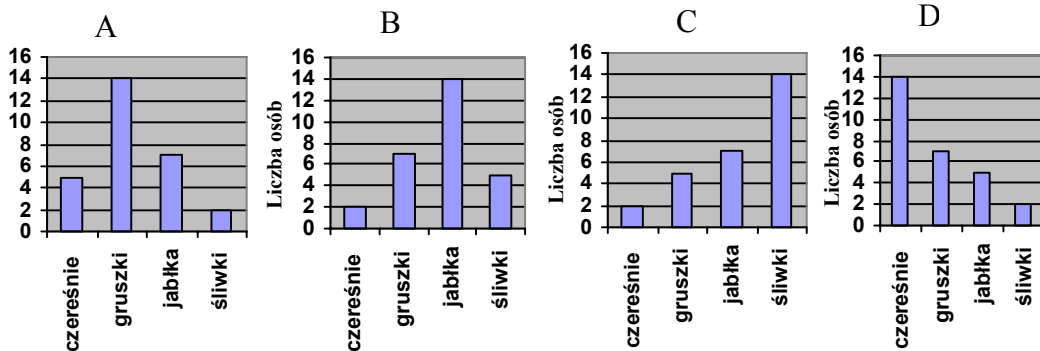 A
16
14
12
10
8
6
4
2
0
czereśnie
gruszki
jabłka
śliwki
B
Liczba osób
16
14
12
10
8
6
4
2
0
czereśnie
gruszki
jabłka
śliwki
C
Liczba osób
16
14
12
10
8
6
4
2
0
czereśnie
gruszki
jabłka
śliwki
D
Liczba osób
16
14
12
10
8
6
4
2
0
czereśnie
gruszki
jabłka
śliwki